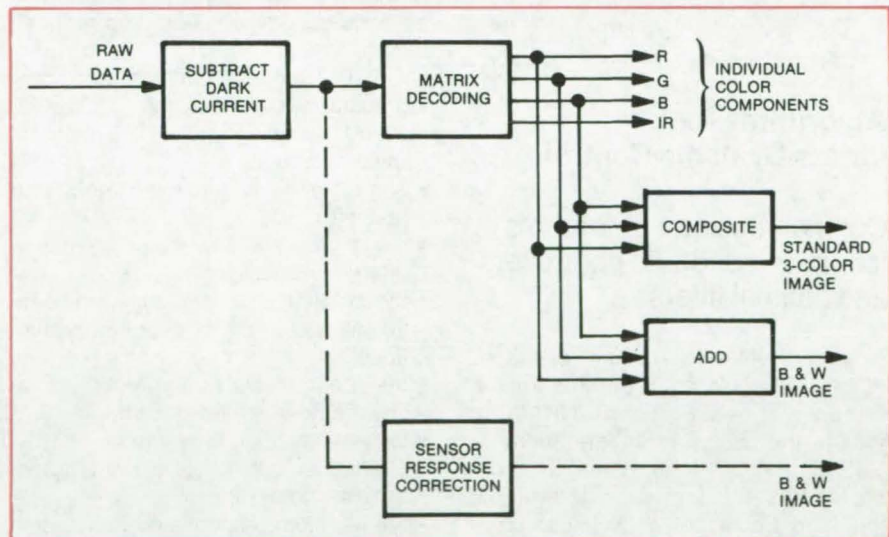 RAW
DATA
SUBTRACT
DARK
CURRENT
MATRIX
DECODING
R
G
B
IR
INDIVIDUAL
COLOR
COMPONENTS
COMPOSITE
STANDARD
3-COLOR
IMAGE
ADD
B & W
IMAGE
SENSOR
RESPONSE
CORRECTION
B & W
IMAGE